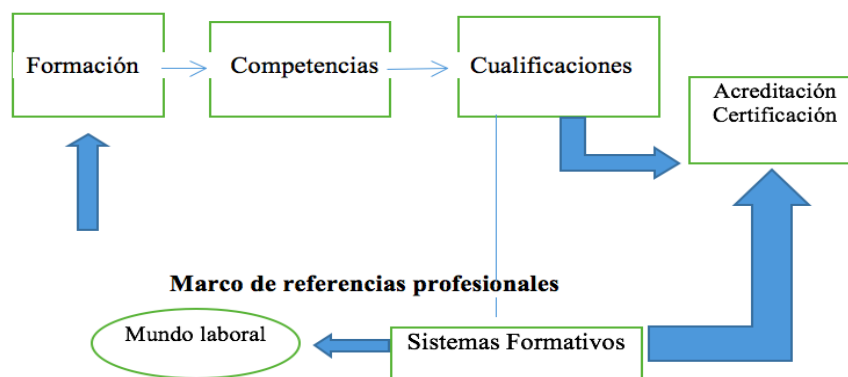 Formación
Competencias
Cualificaciones
Acreditación
Certificación
Marco de referencias profesionales
Mundo laboral
Sistemas Formativos